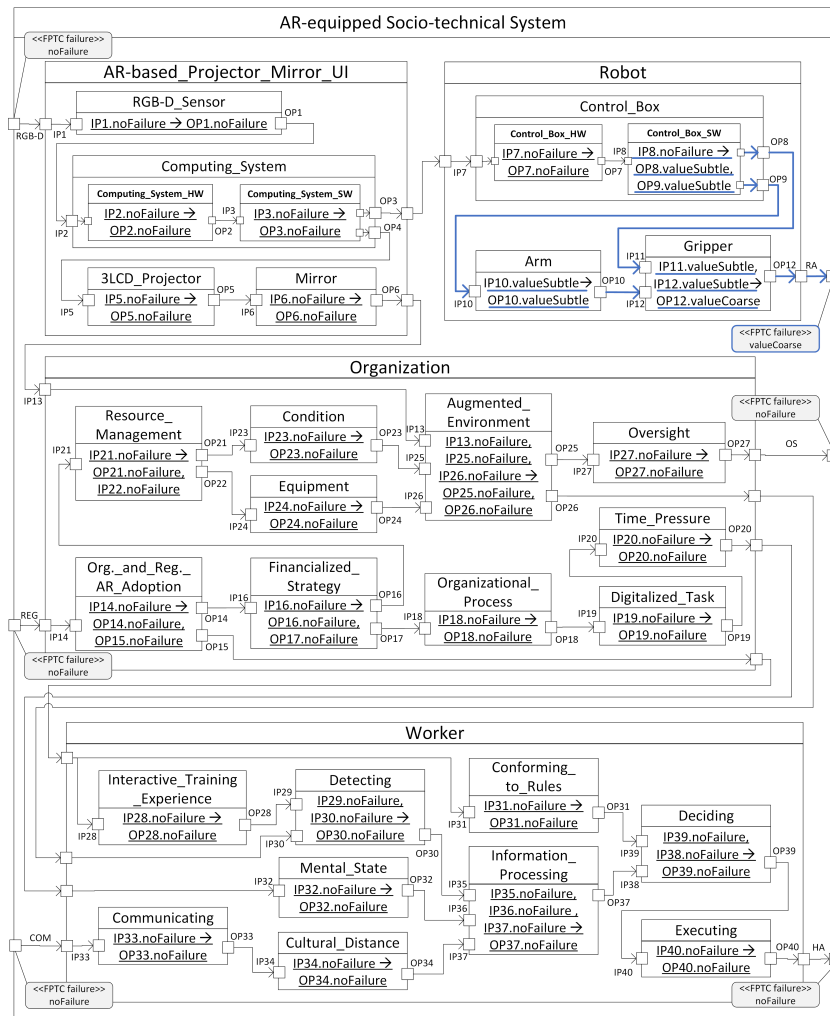 AR-equipped Socio-technical System
<<FPTC failure>>
noFailure
AR-based_Projector_Mirror_UI
RGB-D_Sensor
IP1.noFailure → OP1.noFailure
RGB-D
IP1
OP1
Computing_System
Computing_System_HW
IP2.noFailure →
OP2.noFailure
Computing_System_SW
IP3.noFailure →
OP3.noFailure
IP2
OP2
IP3
OP3
OP4
3LCD_Projector
IP5.noFailure →
OP5.noFailure
Mirror
IP6.noFailure →
OP6.noFailure
IP5
OP5
IP6
OP6
Robot
Control_Box
Control_Box_HW
IP7.noFailure →
OP7.noFailure
Control_Box_SW
IP8.noFailure →
OP8.valueSubtle,
OP9.valueSubtle
IP7
OP7
IP8
OP8
OP9
Arm
IP10.valueSubtle→
OP10.valueSubtle
Gripper
IP11.valueSubtle,
IP12.valueSubtle→
OP12.valueCoarse
IP10
OP10
IP11
IP12
OP12
RA
<<FPTC failure>>
valueCoarse
Organization
IP13
Resource_
Management
IP21.noFailure →
OP21.noFailure,
IP22.noFailure
IP21
OP21
OP22
Condition
IP23.noFailure →
OP23.noFailure
IP23
OP23
Equipment
IP24.noFailure →
OP24.noFailure
IP24
OP24
Augmented_
Environment
IP13.noFailure,
IP25.noFailure,
IP26.noFailure →
OP25.noFailure,
OP26.noFailure
IP13
IP25
IP26
OP25
OP26
Oversight
IP27.noFailure →
OP27.noFailure
IP27
OP27
OS
<<FPTC failure>>
noFailure
Time_Pressure
IP20.noFailure →
OP20.noFailure
IP20
OP20
Org._and_Reg._
AR_Adoption
IP14.noFailure →
OP14.noFailure,
OP15.noFailure
REG
IP14
OP14
OP15
Financialized_
Strategy
IP16.noFailure →
OP16.noFailure,
OP17.noFailure
IP16
OP16
OP17
Organizational_
Process
IP18.noFailure →
OP18.noFailure
IP18
OP18
Digitalized_Task
IP19.noFailure →
OP19.noFailure
IP19
OP19
<<FPTC failure>>
noFailure
Worker
Interactive_Training
_Experience
IP28.noFailure →
OP28.noFailure
IP28
OP28
Detecting
IP29.noFailure,
IP30.noFailure →
OP30.noFailure
IP29
IP30
OP30
Conforming_
to_Rules
IP31.noFailure →
OP31.noFailure
IP31
OP31
Deciding
IP39.noFailure,
IP38.noFailure →
OP39.noFailure
IP39
IP38
OP39
Mental_State
IP32.noFailure →
OP32.noFailure
IP32
OP32
Information_
Processing
IP35.noFailure,
IP36.noFailure ,
IP37.noFailure →
OP37.noFailure
IP35
IP36
IP37
OP37
Communicating
IP33.noFailure →
OP33.noFailure
COM
IP33
OP33
Cultural_Distance
IP34.noFailure →
OP34.noFailure
IP34
OP34
Executing
IP40.noFailure →
OP40.noFailure
IP40
OP40
HA
<<FPTC failure>>
noFailure
<<FPTC failure>>
noFailure